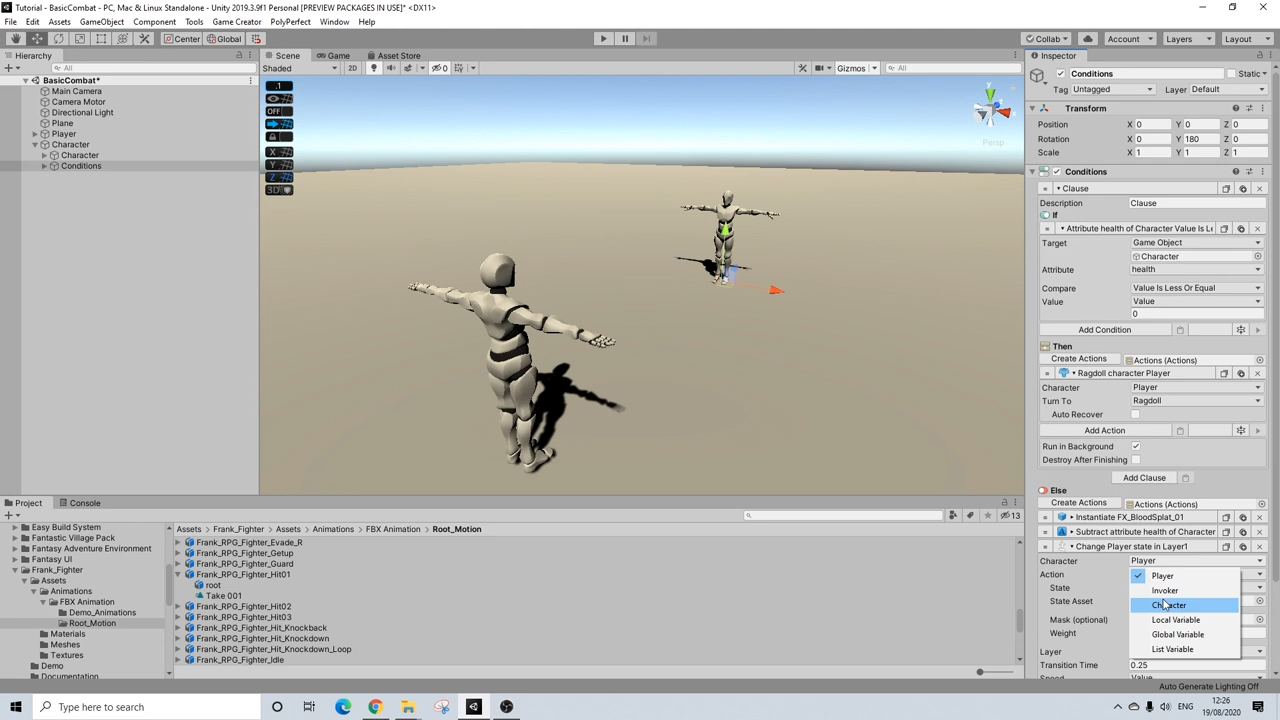 Tutorial - BasicCombat - PC, Mac & Linux Standalone - Unity 2019.3.9f1 Personal [PREVIEW PACKAGES IN USE]* <DX11>
File Edit Assets GameObject Component Tools Game Creator PolyPerfect Window Help
Center Global Collab Account Layers Layout
Hierarchy
All
BasicCombat*
Main Camera
Camera Motor
Directional Light
Plane
Player
Character
Character
Conditions
Scene Game Asset Store
Shaded 2D 0 Gizmos All
.1
OFF
X
Y
Z
3D
y
Persp
Inspector
Conditions Static
Tag Untagged Layer Default
Transform
Position X 0 Y 0 Z 0
Rotation X 0 Y 180 Z 0
Scale X 1 Y 1 Z 1
Conditions
Clause
Description Clause
If
Attribute health of Character Value Is L
Target Game Object
Character
Attribute health
Compare Value Is Less Or Equal
Value Value
0
Add Condition
Then
Create Actions Actions (Actions)
Ragdoll character Player
Character Player
Turn To Ragdoll
Auto Recover
Add Action
Run in Background
Destroy After Finishing
Add Clause
Else
Create Actions Actions (Actions)
Instantiate FX_BloodSplat_01
Subtract attribute health of Character
Change Player state in Layer1
Character Player
Action
State
State Asset
Mask (optional)
Weight
Layer
Transition Time 0.25
Speed Value
Player
Invoker
Character
Local Variable
Global Variable
List Variable
Project Console
13
Easy Build System
Fantastic Village Pack
Fantasy Adventure Environment
Fantasy UI
Frank_Fighter
Assets
Animations
FBX Animation
Demo_Animations
Root_Motion
Materials
Meshes
Textures
Demo
Documentation
Assets Frank_Fighter Assets Animations FBX Animation Root_Motion
Frank_RPG_Fighter_Evade_R
Frank_RPG_Fighter_Getup
Frank_RPG_Fighter_Guard
Frank_RPG_Fighter_Hit01
root
Take 001
Frank_RPG_Fighter_Hit02
Frank_RPG_Fighter_Hit03
Frank_RPG_Fighter_Hit_Knockback
Frank_RPG_Fighter_Hit_Knockdown
Frank_RPG_Fighter_Hit_Knockdown_Loop
Frank_RPG_Fighter_Idle
Auto Generate Lighting Off
Type here to search
12:26
19/08/2020